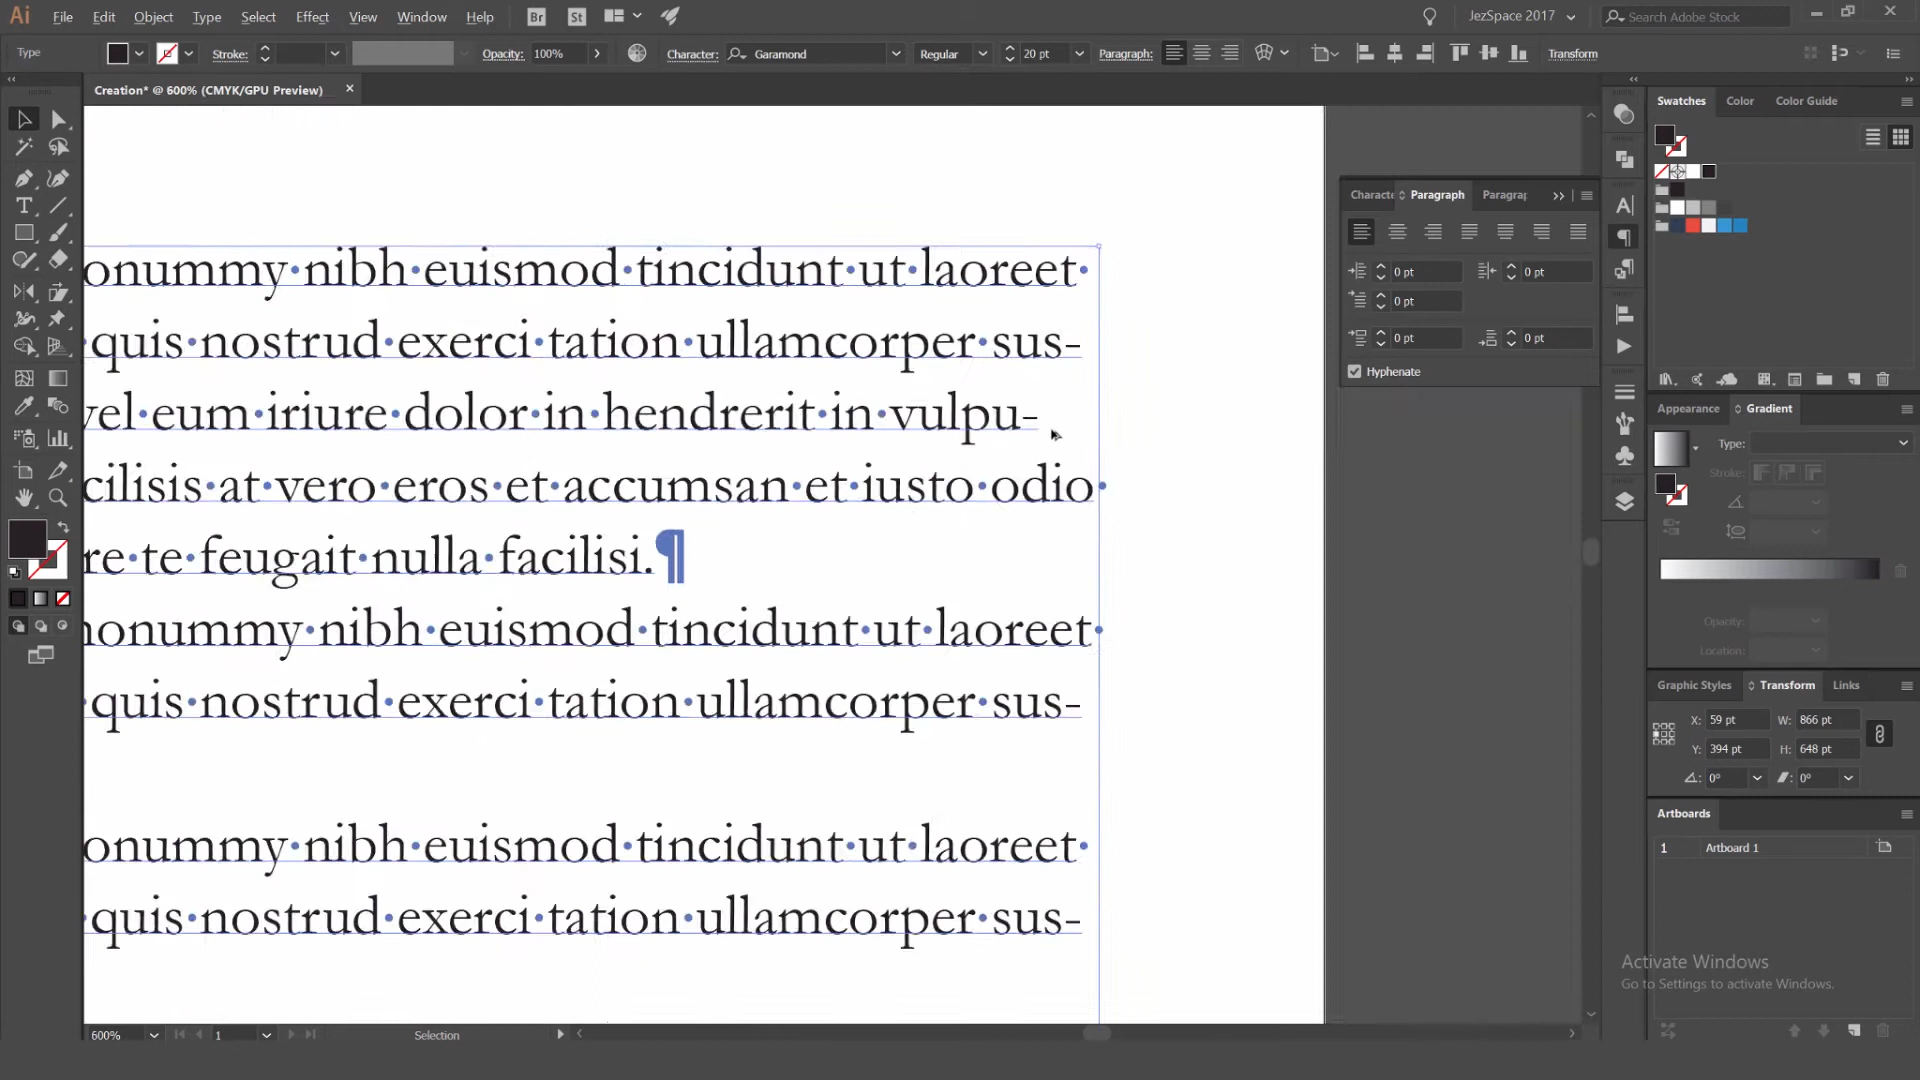 Ai File Edit Object Type Select Effect View Window Help Br St JezSpace 2017 Search Adobe Stock
Type Stroke: Opacity: 100% Character: Garamond Regular 20 pt Paragraph: Transform
Creation* @ 600% (CMYK/GPU Preview)
Swatches Color Color Guide
Characte Paragraph Paragrap
onummy·nibh·euismod·tincidunt·ut·laoreet·
0 pt 0 pt
0 pt
·quis·nostrud·exerci·tation·ullamcorper·sus-
0 pt 0 pt
Hyphenate
vel·eum·iriure·dolor·in·hendrerit·in·vulpu-
Appearance Gradient
Type:
Stroke:
cilisis·at·vero·eros·et·accumsan·et·iusto·odio·
re·te·feugait·nulla·facilisi.¶
Opacity:
Location:
nonummy·nibh·euismod·tincidunt·ut·laoreet·
Graphic Styles Transform Links
·quis·nostrud·exerci·tation·ullamcorper·sus-
X: 59 pt W: 866 pt
Y: 394 pt H: 648 pt
0° 0°
Artboards
1 Artboard 1
onummy·nibh·euismod·tincidunt·ut·laoreet·
·quis·nostrud·exerci·tation·ullamcorper·sus-
Activate Windows
Go to Settings to activate Windows.
600% 1 Selection